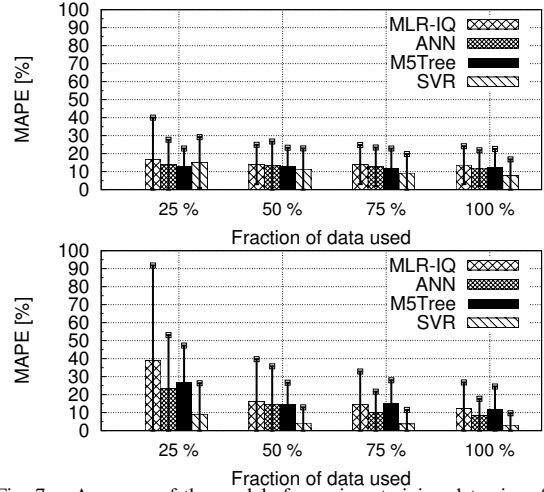 MAPE [%]
100
90
80
70
60
50
40
30
20
10
0
MLR-IQ
ANN
M5Tree
SVR
25 % 50 % 75 % 100 %
Fraction of data used
MAPE [%]
100
90
80
70
60
50
40
30
20
10
0
MLR-IQ
ANN
M5Tree
SVR
25 % 50 % 75 % 100 %
Fraction of data used